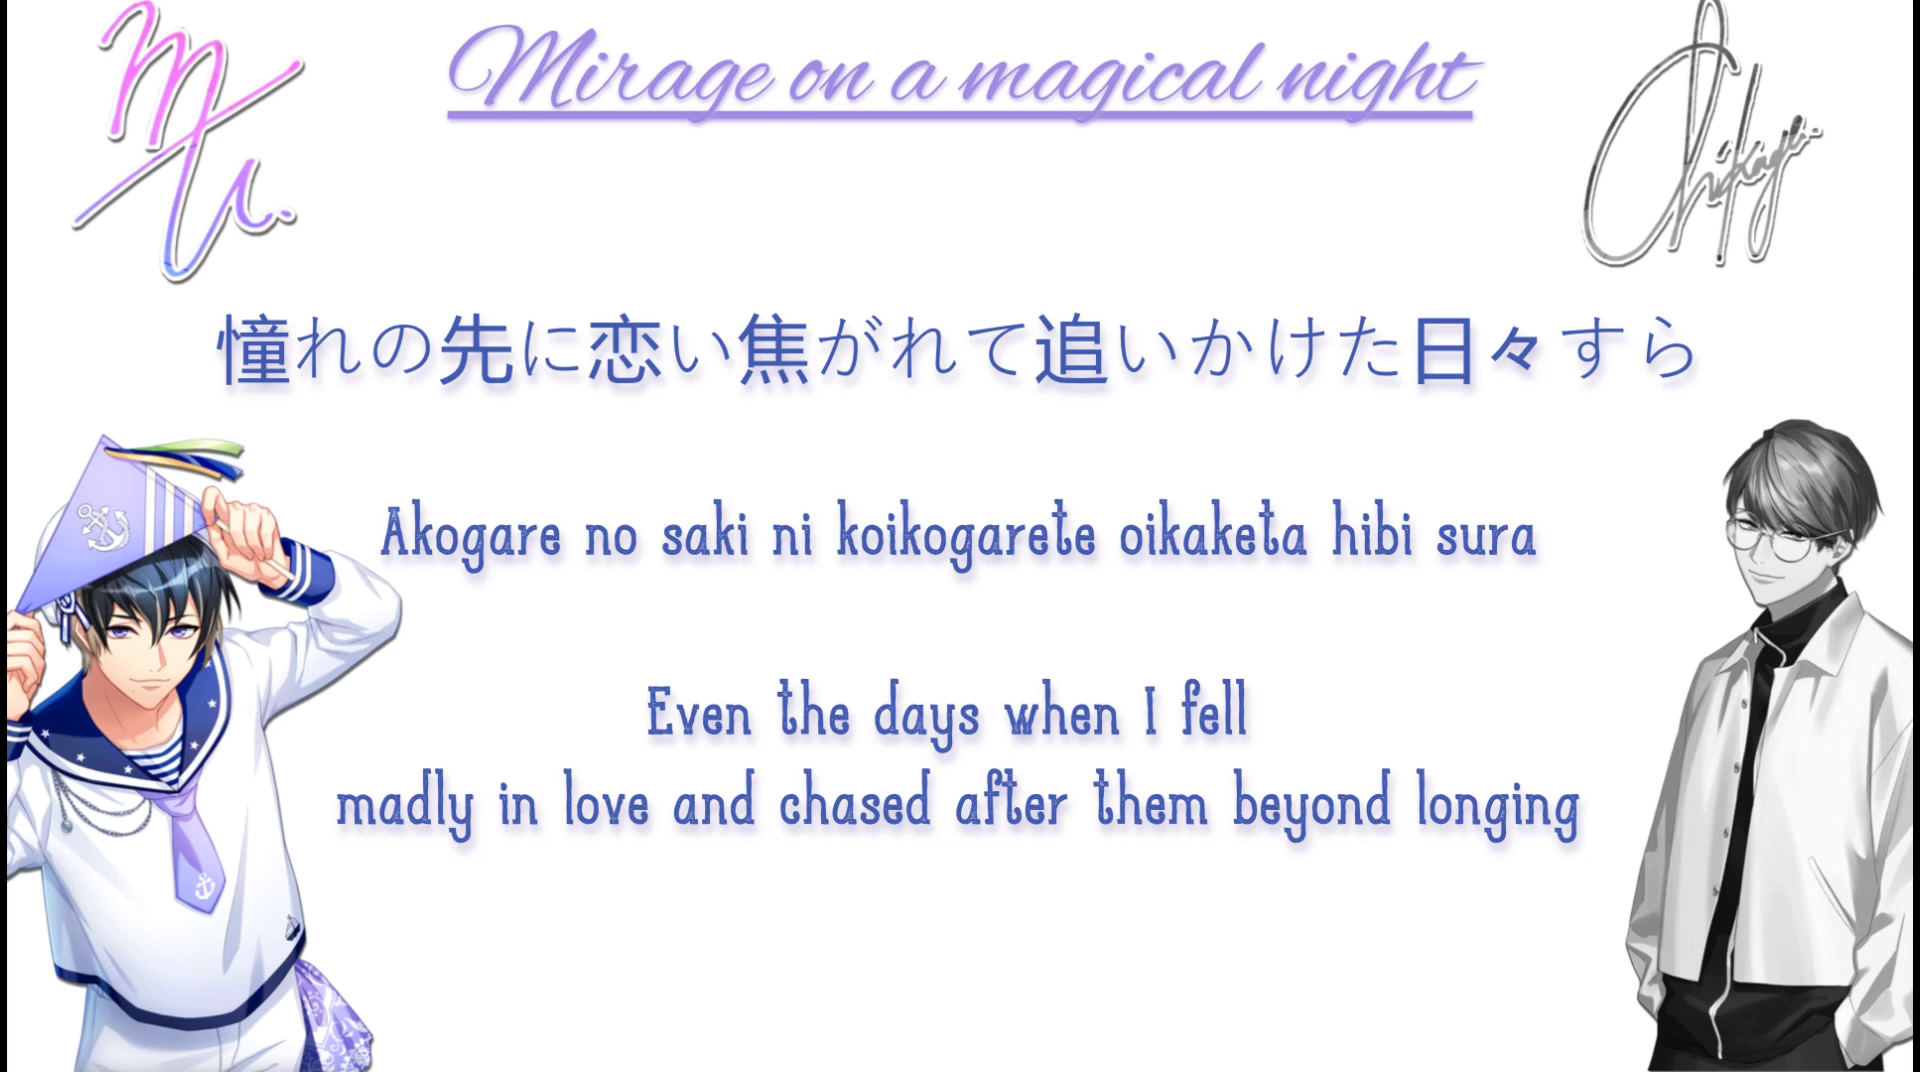 Mirage on a magical night
Mu.
Chikage.
憧れの先に恋い焦がれて追いかけた日々すら
Akogare no saki ni koikogarete oikaketa hibi sura
Even the days when I fell
madly in love and chased after them beyond longing